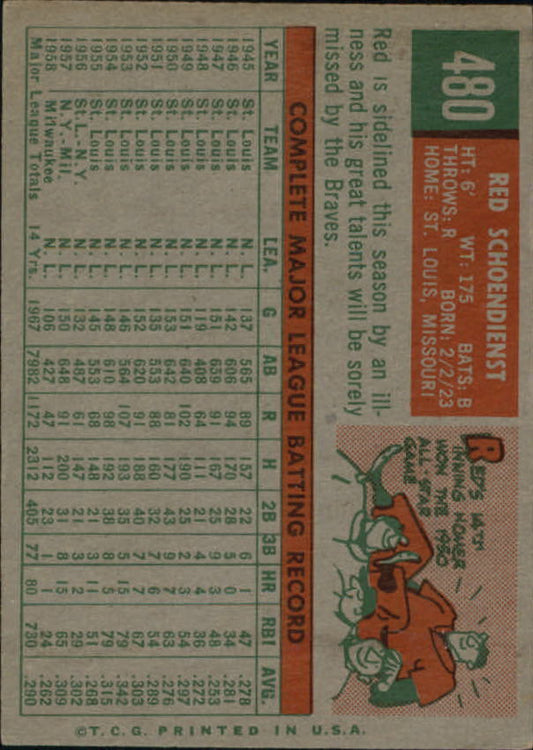 480
RED SCHOENDIENST
HT: 6' WT: 175 BATS: B
THROWS: R BORN: 2/2/23
HOME: ST. LOUIS, MISSOURI
Red is sidelined this season by an ill-
ness and his great talents will be sorely
missed by the Braves.
RED'S 14TH
INNING HOMER
WON THE 1950
ALL STAR
GAME
COMPLETE MAJOR LEAGUE BATTING RECORD
YEAR TEAM LEA. G AB R H 2B 3B HR RBI AVG.
1945 St. Louis N. L. 137 565 89 157 22 6 1 47 .278
1946 St. Louis N. L. 142 606 94 170 28 5 0 34 .281
1947 St. Louis N. L. 151 659 91 167 25 9 3 48 .253
1948 St. Louis N. L. 119 408 64 111 21 4 4 36 .272
1949 St. Louis N. L. 151 640 102 190 25 2 3 54 .297
1950 St. Louis N. L. 153 642 81 177 43 9 7 63 .276
1951 St. Louis N. L. 135 553 88 160 32 7 6 54 .289
1952 St. Louis N. L. 152 620 91 188 40 7 7 67 .303
1953 St. Louis N. L. 146 564 107 193 35 5 15 79 .342
1954 St. Louis N. L. 148 610 98 192 38 8 5 79 .315
1955 St. Louis N. L. 145 553 68 148 21 3 11 51 .268
1956 St. L.-N. Y. N. L. 132 487 61 147 21 3 2 29 .302
1957 N. Y.-Mil. N. L. 150 648 91 200 31 8 15 65 .309
1958 Milwaukee N. L. 106 427 47 112 23 1 1 24 .262
Major League Totals 14 Yrs. 1967 7982 1172 2312 405 77 80 730 .290
©T. C. G. PRINTED IN U.S.A.